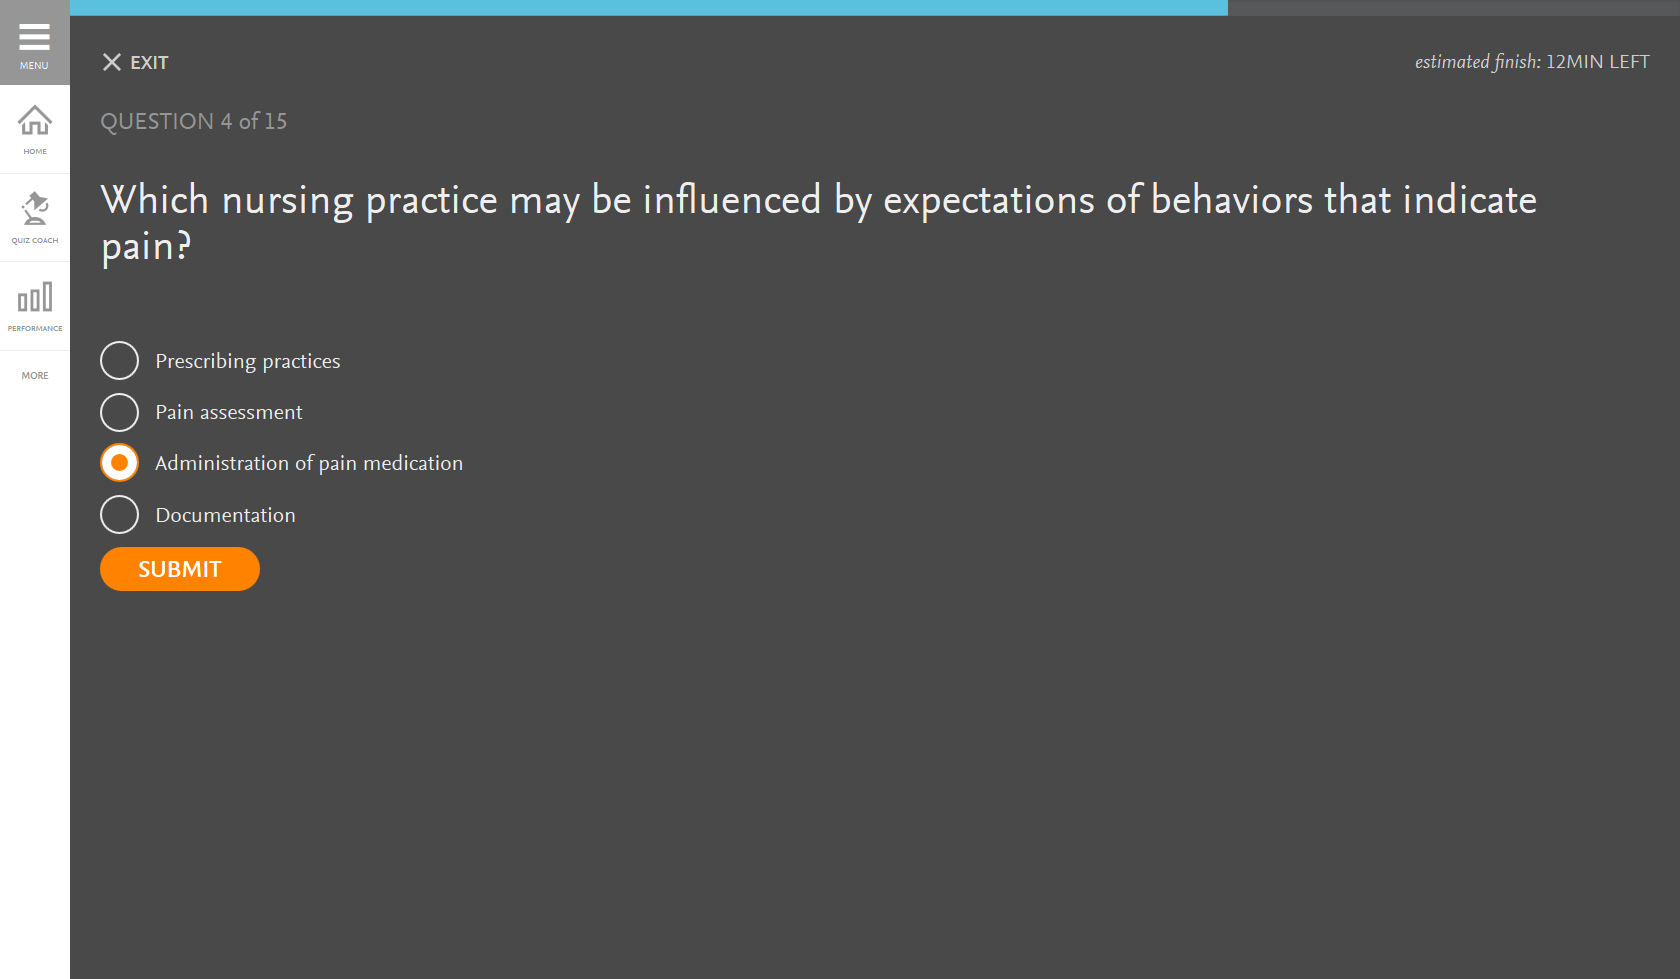 MENU
HOME
QUIZ COACH
PERFORMANCE
MORE
EXIT
estimated finish: 12MIN LEFT
QUESTION 4 of 15
Which nursing practice may be influenced by expectations of behaviors that indicate
pain?
Prescribing practices
Pain assessment
Administration of pain medication
Documentation
SUBMIT